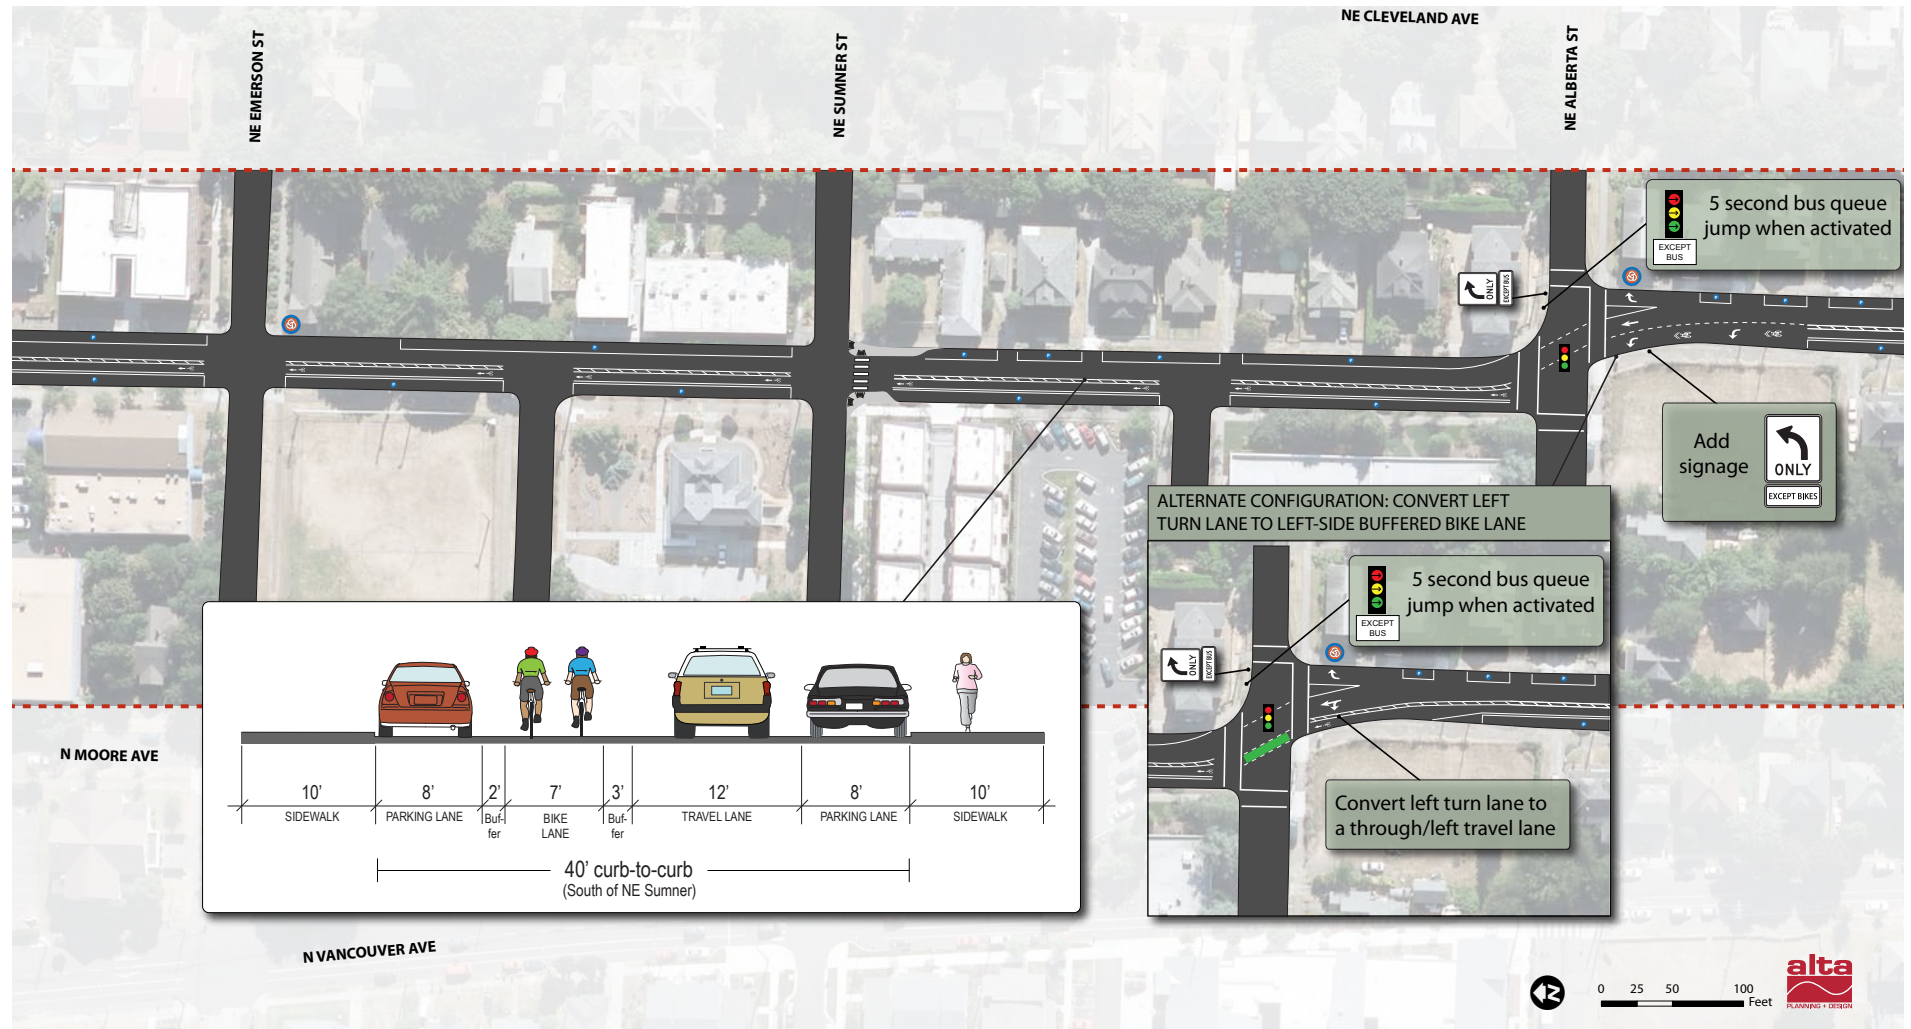 NE CLEVELAND AVE
NE EMERSON ST
NE SUMNER ST
NE ALBERTA ST
5 second bus queue
jump when activated
EXCEPT
BUS
ONLY
EXCEPT BUS
Add
signage
ONLY
EXCEPT BIKES
ALTERNATE CONFIGURATION: CONVERT LEFT
TURN LANE TO LEFT-SIDE BUFFERED BIKE LANE
5 second bus queue
jump when activated
EXCEPT
BUS
ONLY
EXCEPT BUS
Convert left turn lane to
a through/left travel lane
N MOORE AVE
10’ 8’ 2’ 7’ 3’ 12’ 8’ 10’
SIDEWALK PARKING LANE Buf- BIKE Buf- TRAVEL LANE PARKING LANE SIDEWALK
fer LANE fer
40’ curb-to-curb
(South of NE Sumner)
N VANCOUVER AVE
N
0 25 50 100
Feet
alta
PLANNING + DESIGN